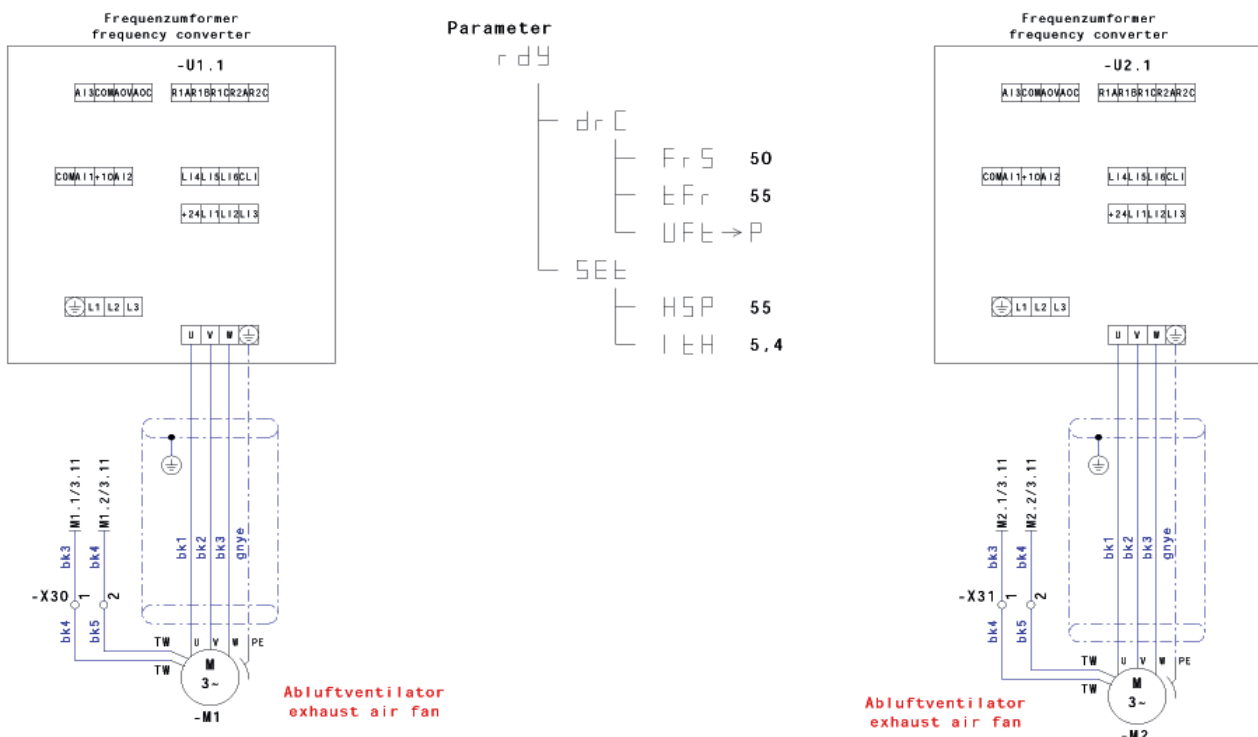 Frequenzumformer
frequency converter
-U1.1
AI3 COM AOV AOC R1A R1B R1C R2A R2C
COM AI1 +10 AI2 LI4 LI5 LI6 CLI
+24 LI1 LI2 LI3
L1 L2 L3
U V W
M1.1/3.11
M1.2/3.11
bk3
bk4
bk1
bk2
bk3
gnye
-X30
1
2
bk4
bk5
TW
TW
U V W PE
M
3~
-M1
Abluftventilator
exhaust air fan
Parameter
rdY
drC
FrS 50
tFr 55
UFt → P
SEt
HSP 55
ItH 5,4
Frequenzumformer
frequency converter
-U2.1
AI3 COM AOV AOC R1A R1B R1C R2A R2C
COM AI1 +10 AI2 LI4 LI5 LI6 CLI
+24 LI1 LI2 LI3
L1 L2 L3
U V W
M2.1/3.11
M2.2/3.11
bk3
bk4
bk1
bk2
bk3
gnye
-X31
1
2
bk4
bk5
TW
TW
U V W PE
M
3~
-M2
Abluftventilator
exhaust air fan